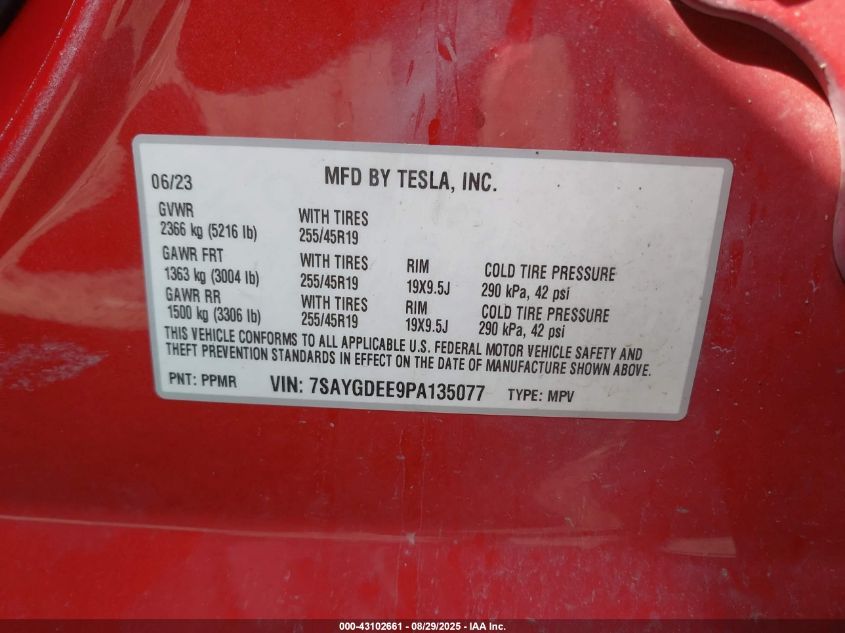 06/23 MFD BY TESLA, INC.
GVWR WITH TIRES
2366 kg (5216 lb) 255/45R19
GAWR FRT WITH TIRES RIM COLD TIRE PRESSURE
1363 kg (3004 lb) 255/45R19 19X9.5J 290 kPa, 42 psi
GAWR RR WITH TIRES RIM COLD TIRE PRESSURE
1500 kg (3306 lb) 255/45R19 19X9.5J 290 kPa, 42 psi
THIS VEHICLE CONFORMS TO ALL APPLICABLE U.S. FEDERAL MOTOR VEHICLE SAFETY AND
THEFT PREVENTION STANDARDS IN EFFECT ON THE DATE OF MANUFACTURE SHOWN ABOVE.
PNT: PPMR VIN: 7SAYGDEE9PA135077 TYPE: MPV
000-43102661 - 08/29/2025 - IAA Inc.